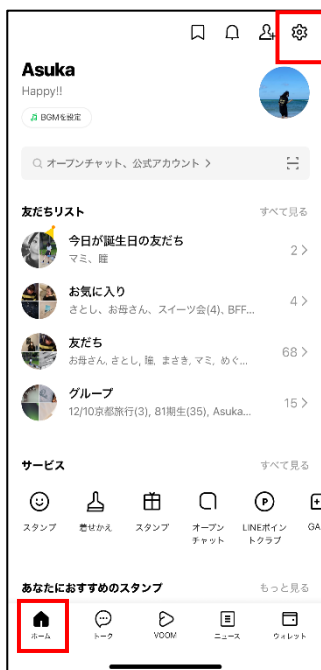 Asuka
Happy!!
BGMを設定
オープンチャット、公式アカウント >
友だちリスト すべて見る
今日が誕生日の友だち
マミ、瞳
2 >
お気に入り
さとし、お母さん、スイーツ会(4)、BFF...
4 >
友だち
お母さん, さとし, 瞳, まさき, マミ, めぐ...
68 >
グループ
12/10京都旅行(3), 81期生(35), Asuka...
15 >
サービス すべて見る
スタンプ 着せかえ スタンプ オープンチャット LINEポイントクラブ GA
あなたにおすすめのスタンプ もっと見る
ホーム トーク VOOM ニュース ウォレット